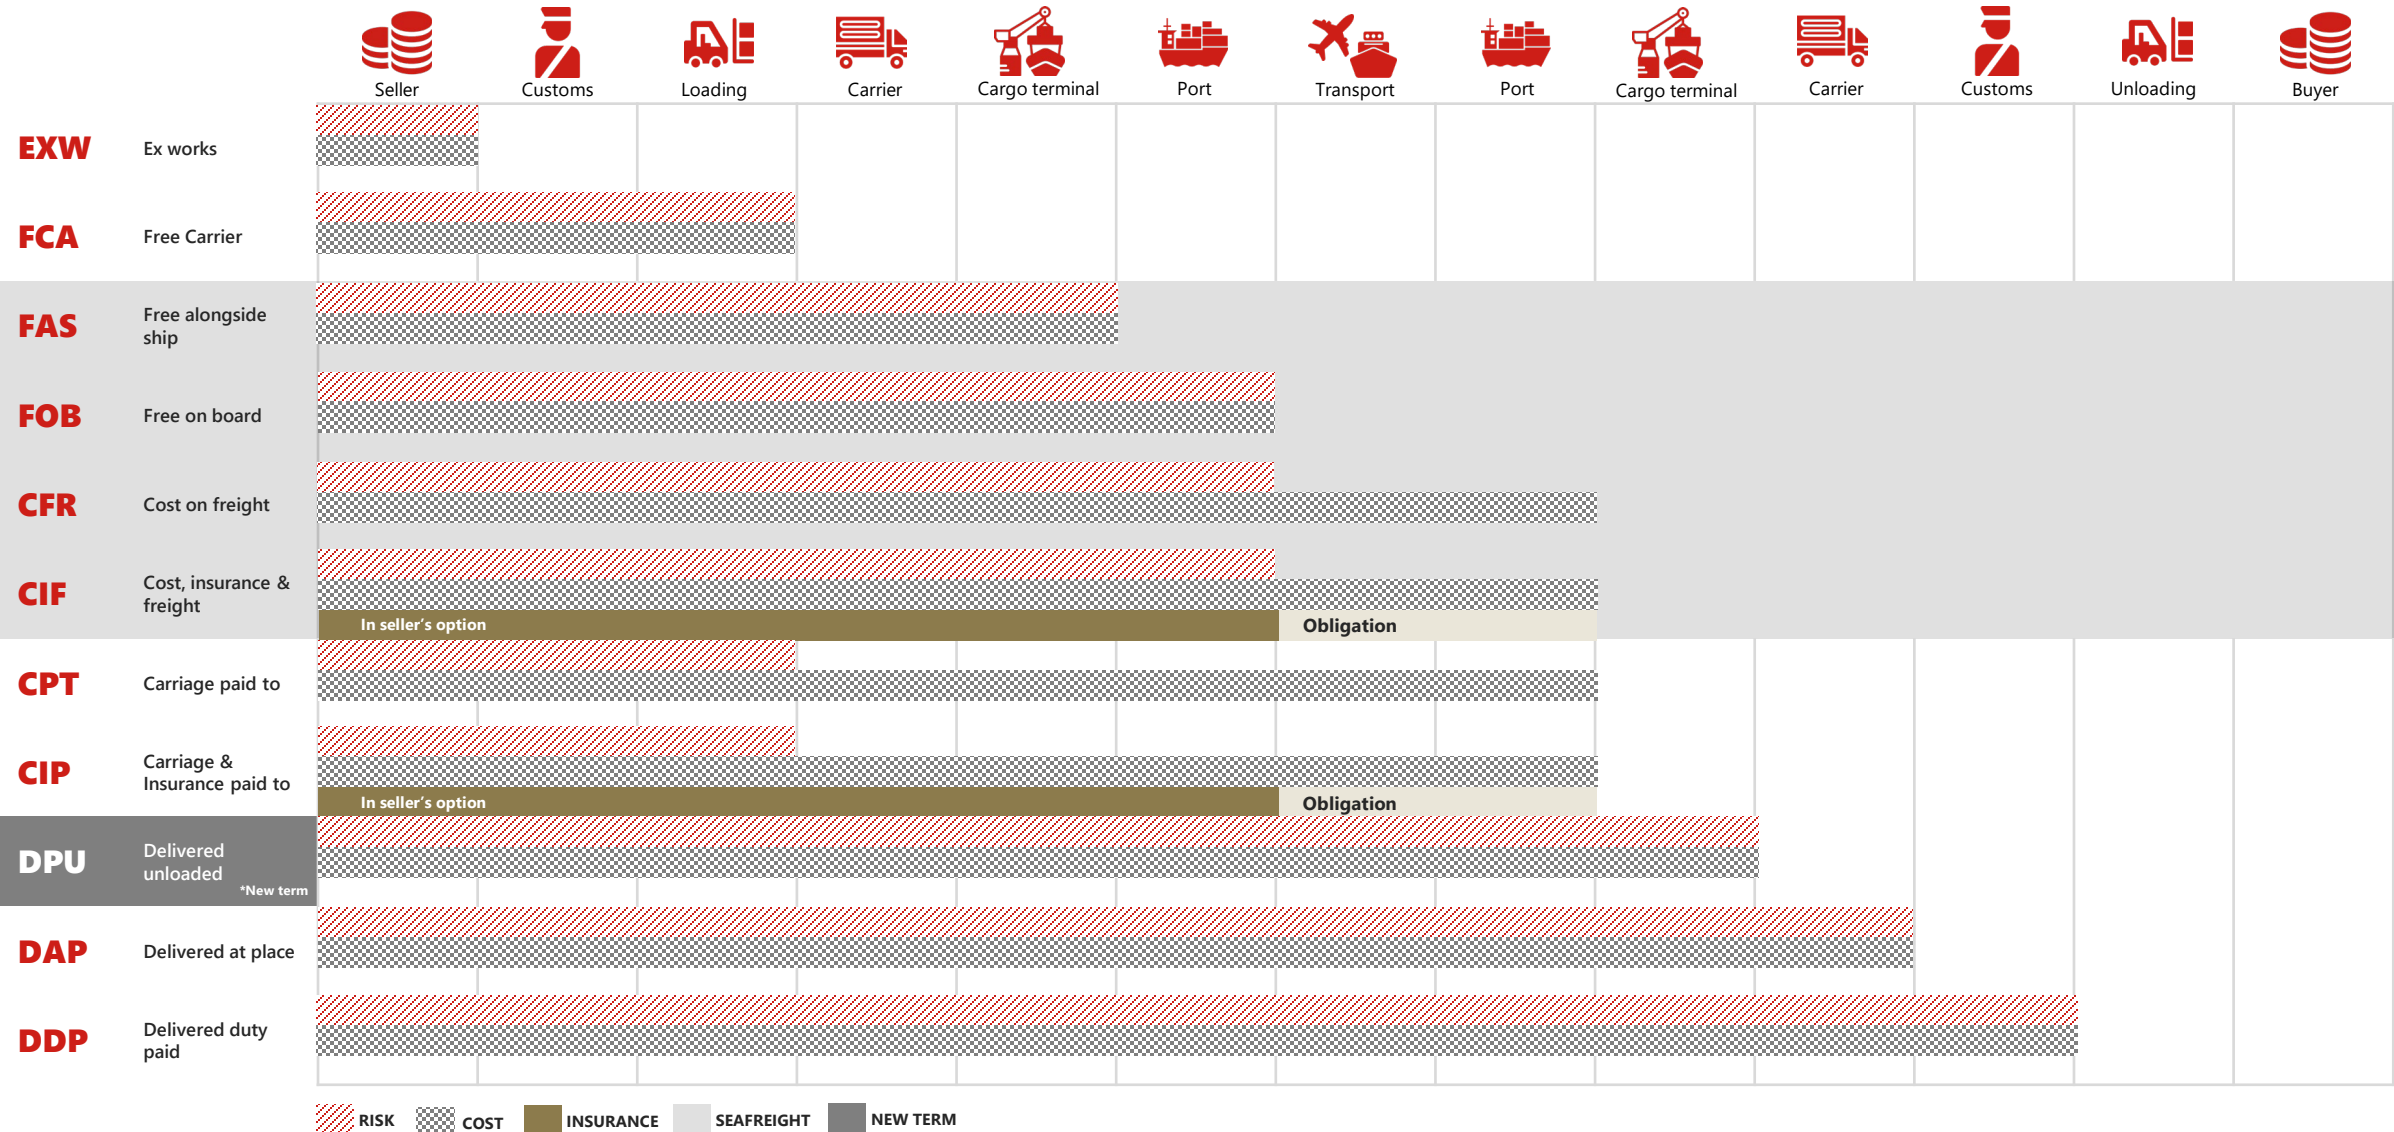 Seller Customs Loading Carrier Cargo terminal Port Transport Port Cargo terminal Carrier Customs Unloading Buyer
EXW Ex works
FCA Free Carrier
FAS Free alongside
ship
FOB Free on board
CFR Cost on freight
CIF Cost, insurance &
freight
In seller's option Obligation
CPT Carriage paid to
CIP Carriage &
Insurance paid to
In seller's option Obligation
DPU Delivered
unloaded
*New term
DAP Delivered at place
DDP Delivered duty
paid
RISK COST INSURANCE SEAFREIGHT NEW TERM